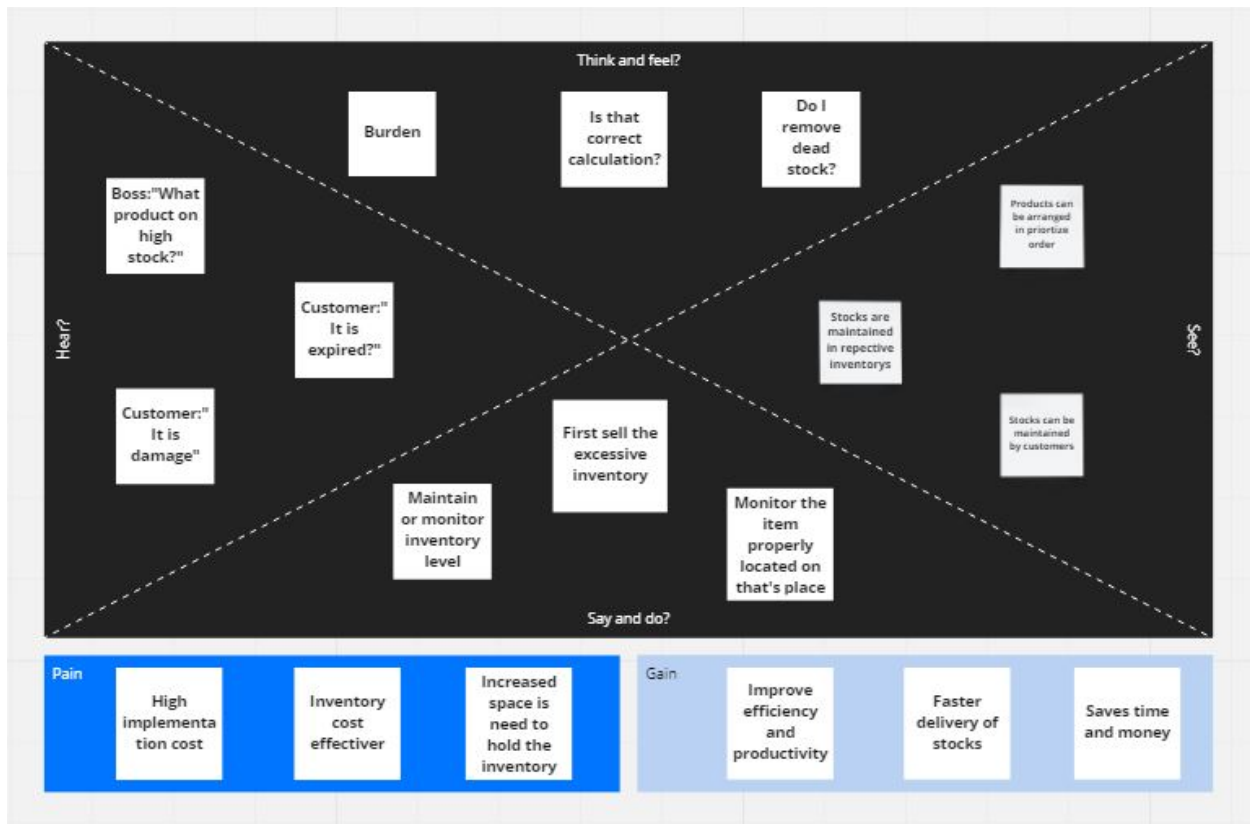 Think and feel?
Burden
Is that
correct
calculation?
Do I
remove
dead
stock?
Hear?
Boss:"What
product on
high
stock?"
Customer:"
It is
expired?"
Customer:"
It is
damage"
See?
Products can
be arranged
in priortize
order
Stocks are
maintained
in repective
inventorys
Stocks can be
maintained
by customers
First sell the
excessive
inventory
Maintain
or monitor
inventory
level
Monitor the
item
properly
located on
that's place
Say and do?
Pain
High
implementa
tion cost
Inventory
cost
effectiver
Increased
space is
need to
hold the
inventory
Gain
Improve
efficiency
and
productivity
Faster
delivery of
stocks
Saves time
and money